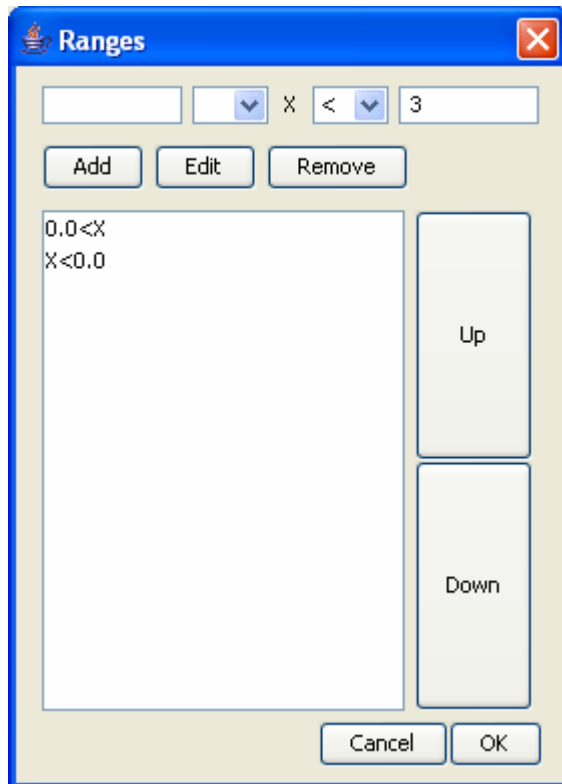 Ranges
X < 3
Add Edit Remove
0.0<X
X<0.0
Up
Down
Cancel OK